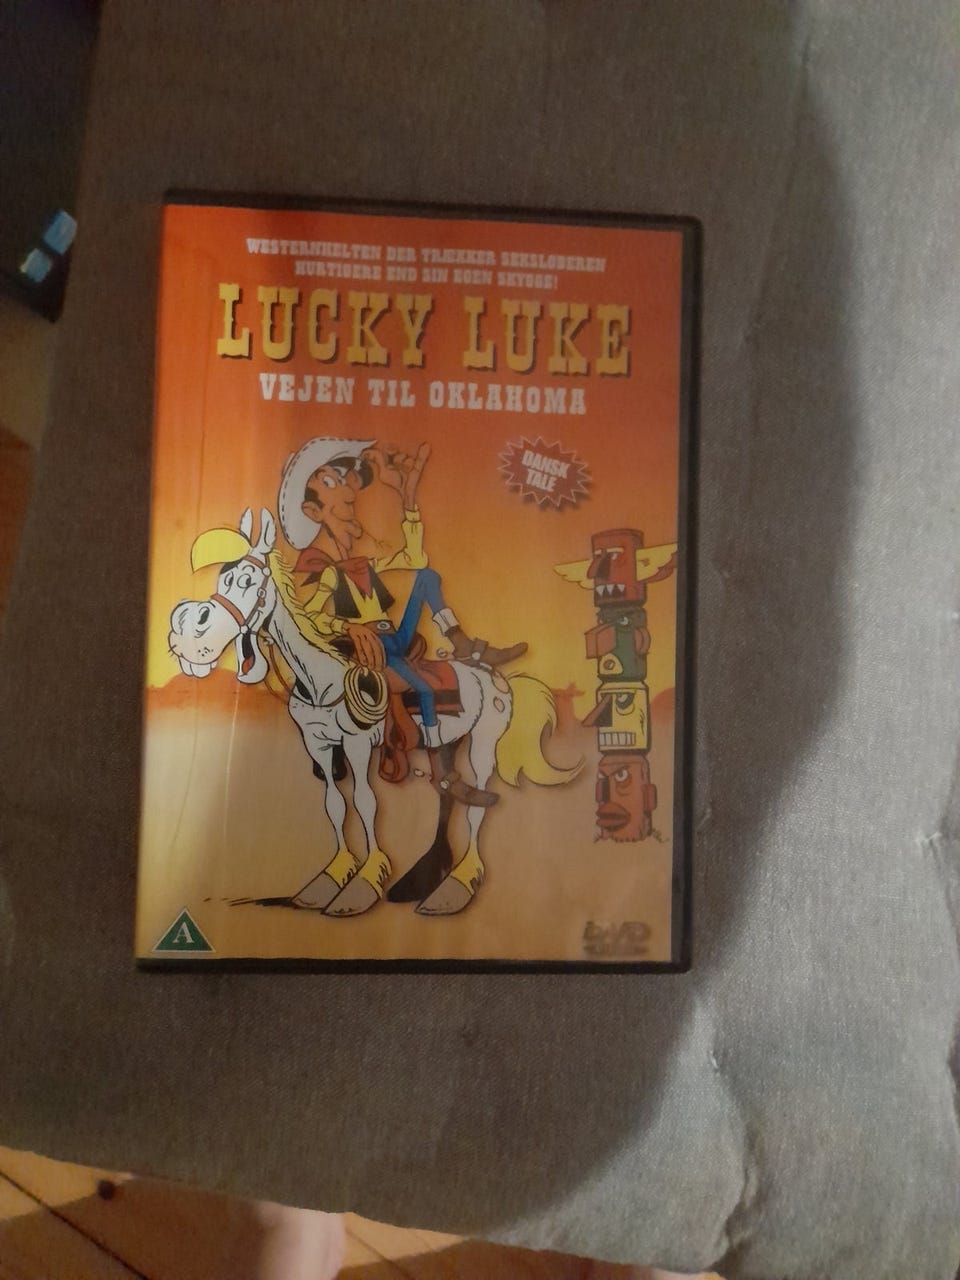 WESTERNHELTEN DER TRÆKKER SEKSLØBEREN
HURTIGERE END SIN EGEN SKYGGE!
LUCKY LUKE
VEJEN TIL OKLAHOMA
DANSK
TALE
A
DVD